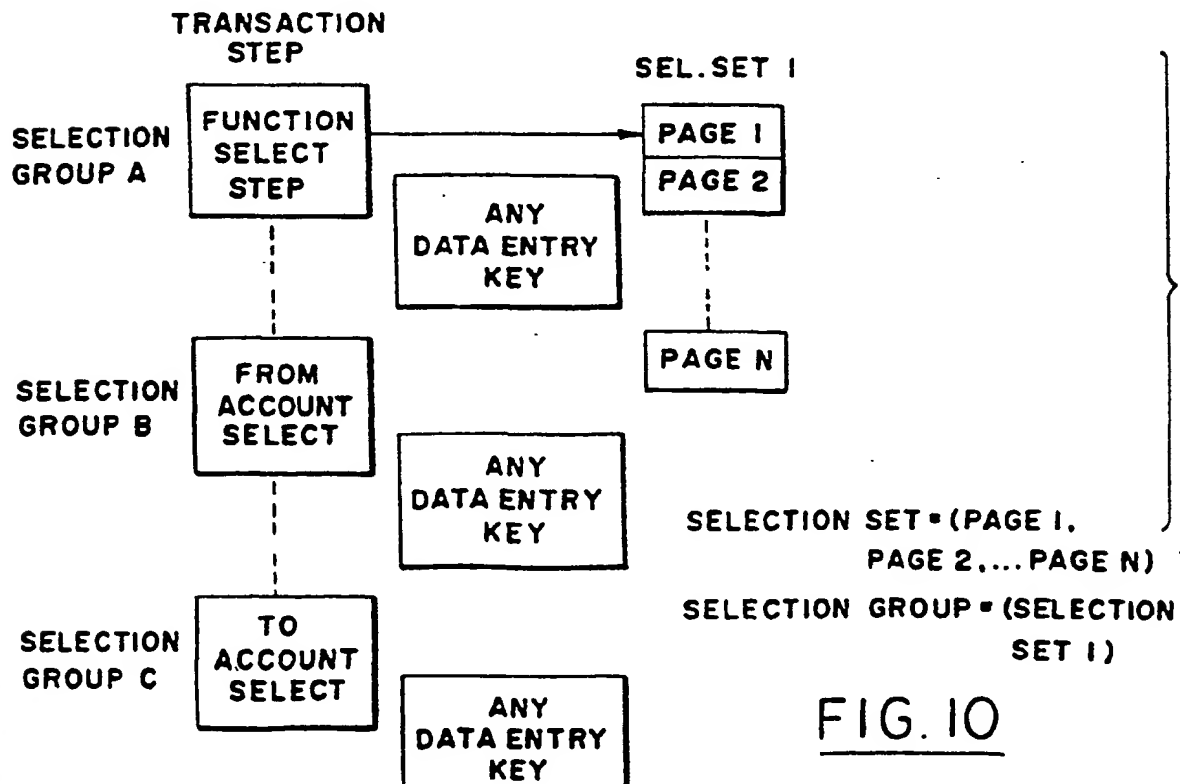 TRANSACTION
STEP
SEL. SET 1
SELECTION
GROUP A
FUNCTION
SELECT
STEP
PAGE 1
PAGE 2
ANY
DATA ENTRY
KEY
PAGE N
SELECTION
GROUP B
FROM
ACCOUNT
SELECT
ANY
DATA ENTRY
KEY
SELECTION SET = (PAGE 1,
PAGE 2,... PAGE N)
SELECTION GROUP = (SELECTION
SET 1)
SELECTION
GROUP C
TO
ACCOUNT
SELECT
ANY
DATA ENTRY
KEY
FIG. 10